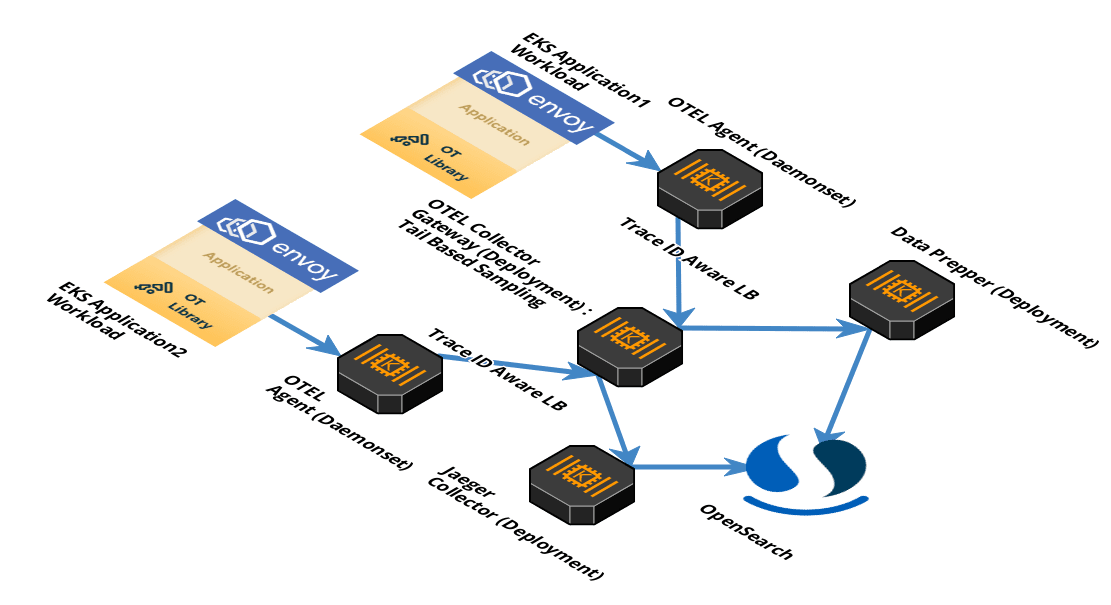 EKS Application1
Workload
envoy
Application
OT
Library
OTEL Agent (Daemonset)
OTEL Collector
Gateway (Deployment) :
Tail Based Sampling
Trace ID Aware LB
Data Prepper (Deployment)
envoy
Application
OT
Library
EKS Application2
Workload
Trace ID Aware LB
OTEL
Agent (Daemonset)
Jaeger
Collector (Deployment)
OpenSearch
K
K
K
K
K